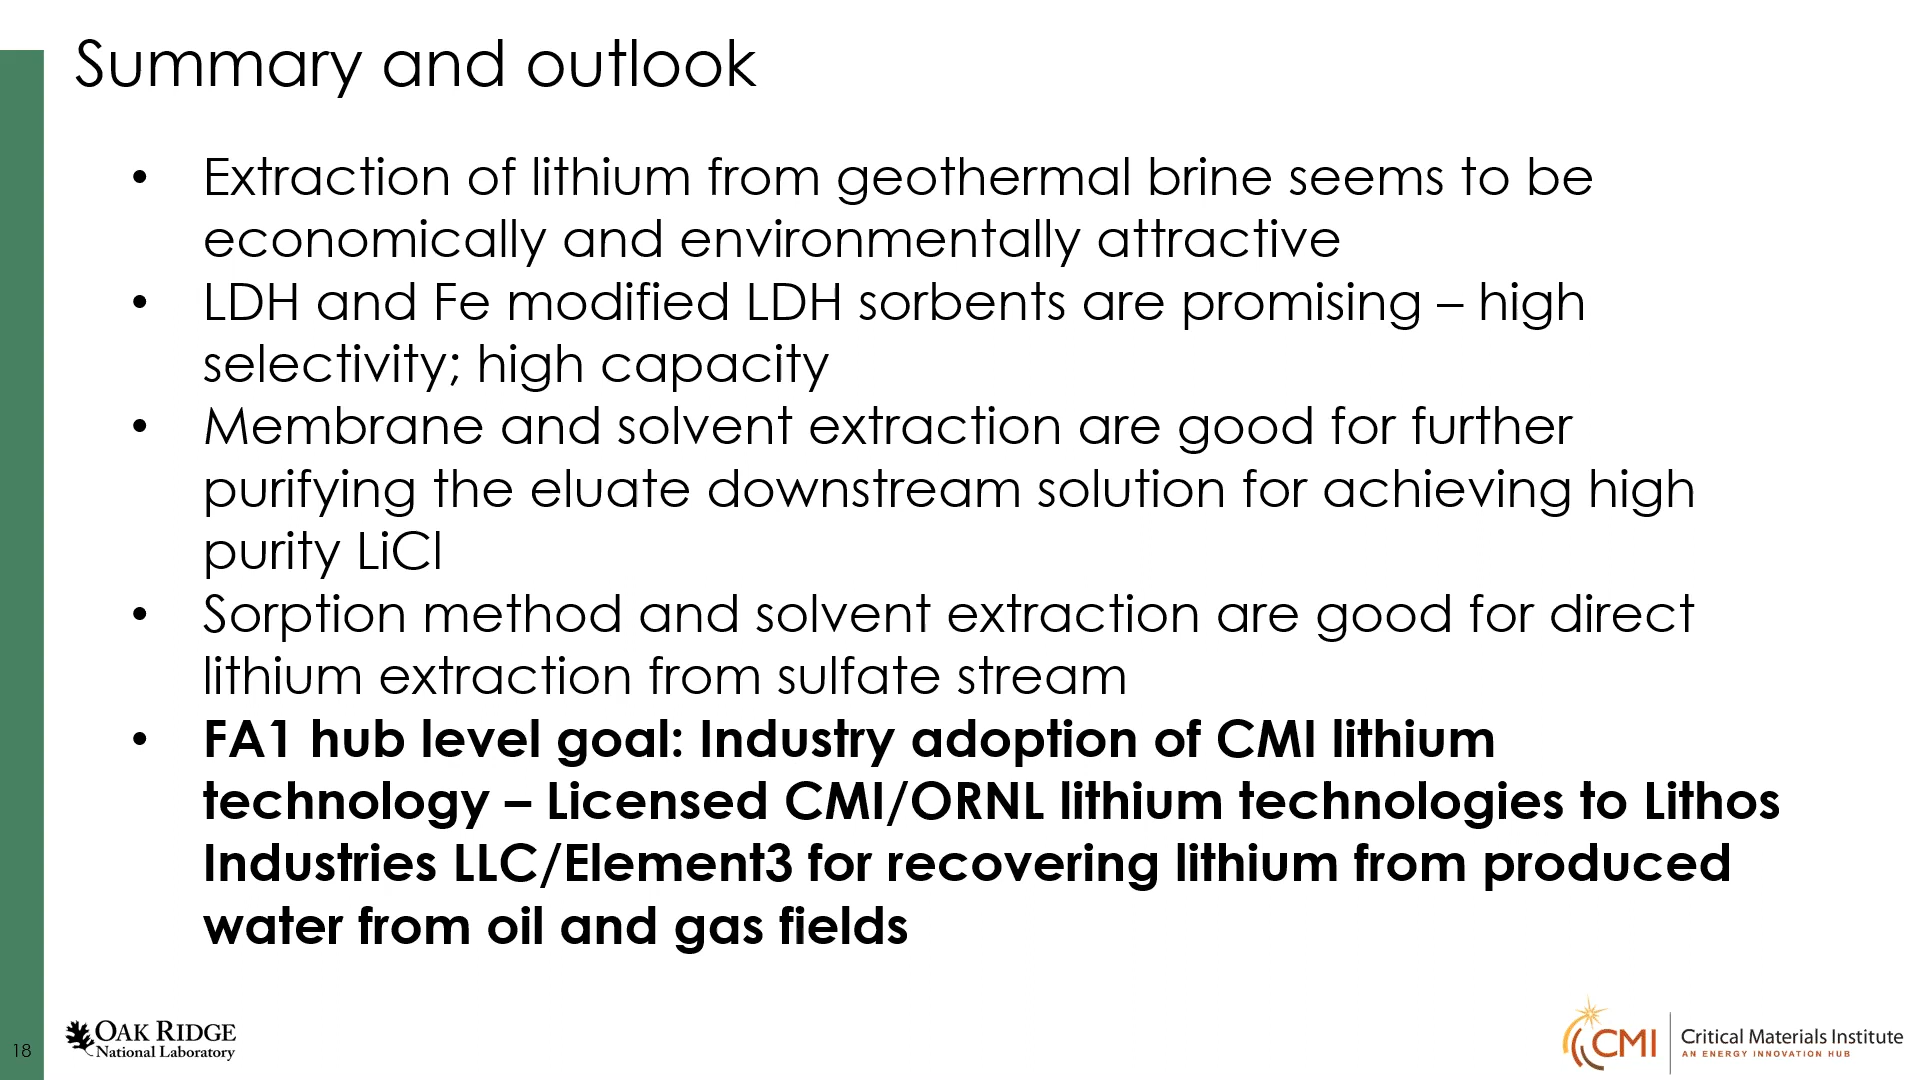 Summary and outlook
• Extraction of lithium from geothermal brine seems to be
economically and environmentally attractive
• LDH and Fe modified LDH sorbents are promising – high
selectivity; high capacity
• Membrane and solvent extraction are good for further
purifying the eluate downstream solution for achieving high
purity LiCl
• Sorption method and solvent extraction are good for direct
lithium extraction from sulfate stream
• FA1 hub level goal: Industry adoption of CMI lithium
technology – Licensed CMI/ORNL lithium technologies to Lithos
Industries LLC/Element3 for recovering lithium from produced
water from oil and gas fields
18
OAK RIDGE
National Laboratory
CMI
Critical Materials Institute
AN ENERGY INNOVATION HUB